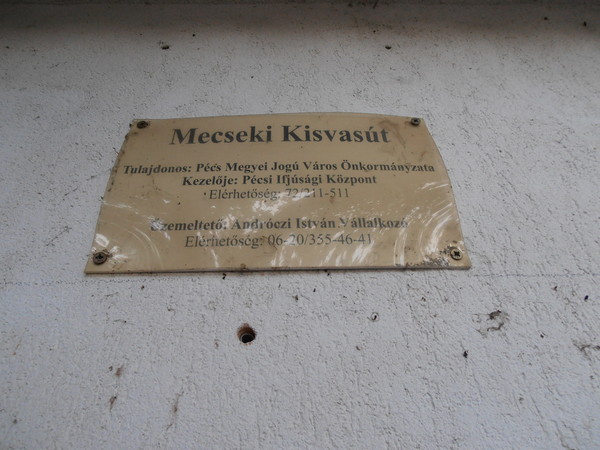 Mecseki Kisvasút
Tulajdonos: Pécs Megyei Jogú Város Önkormányzata
Kezelője: Pécsi Ifjúsági Központ
Elérhetőség: 72/211-511
Üzemeltető: Andróczi István Vállalkozó
Elérhetőség: 06-20/355-46-41